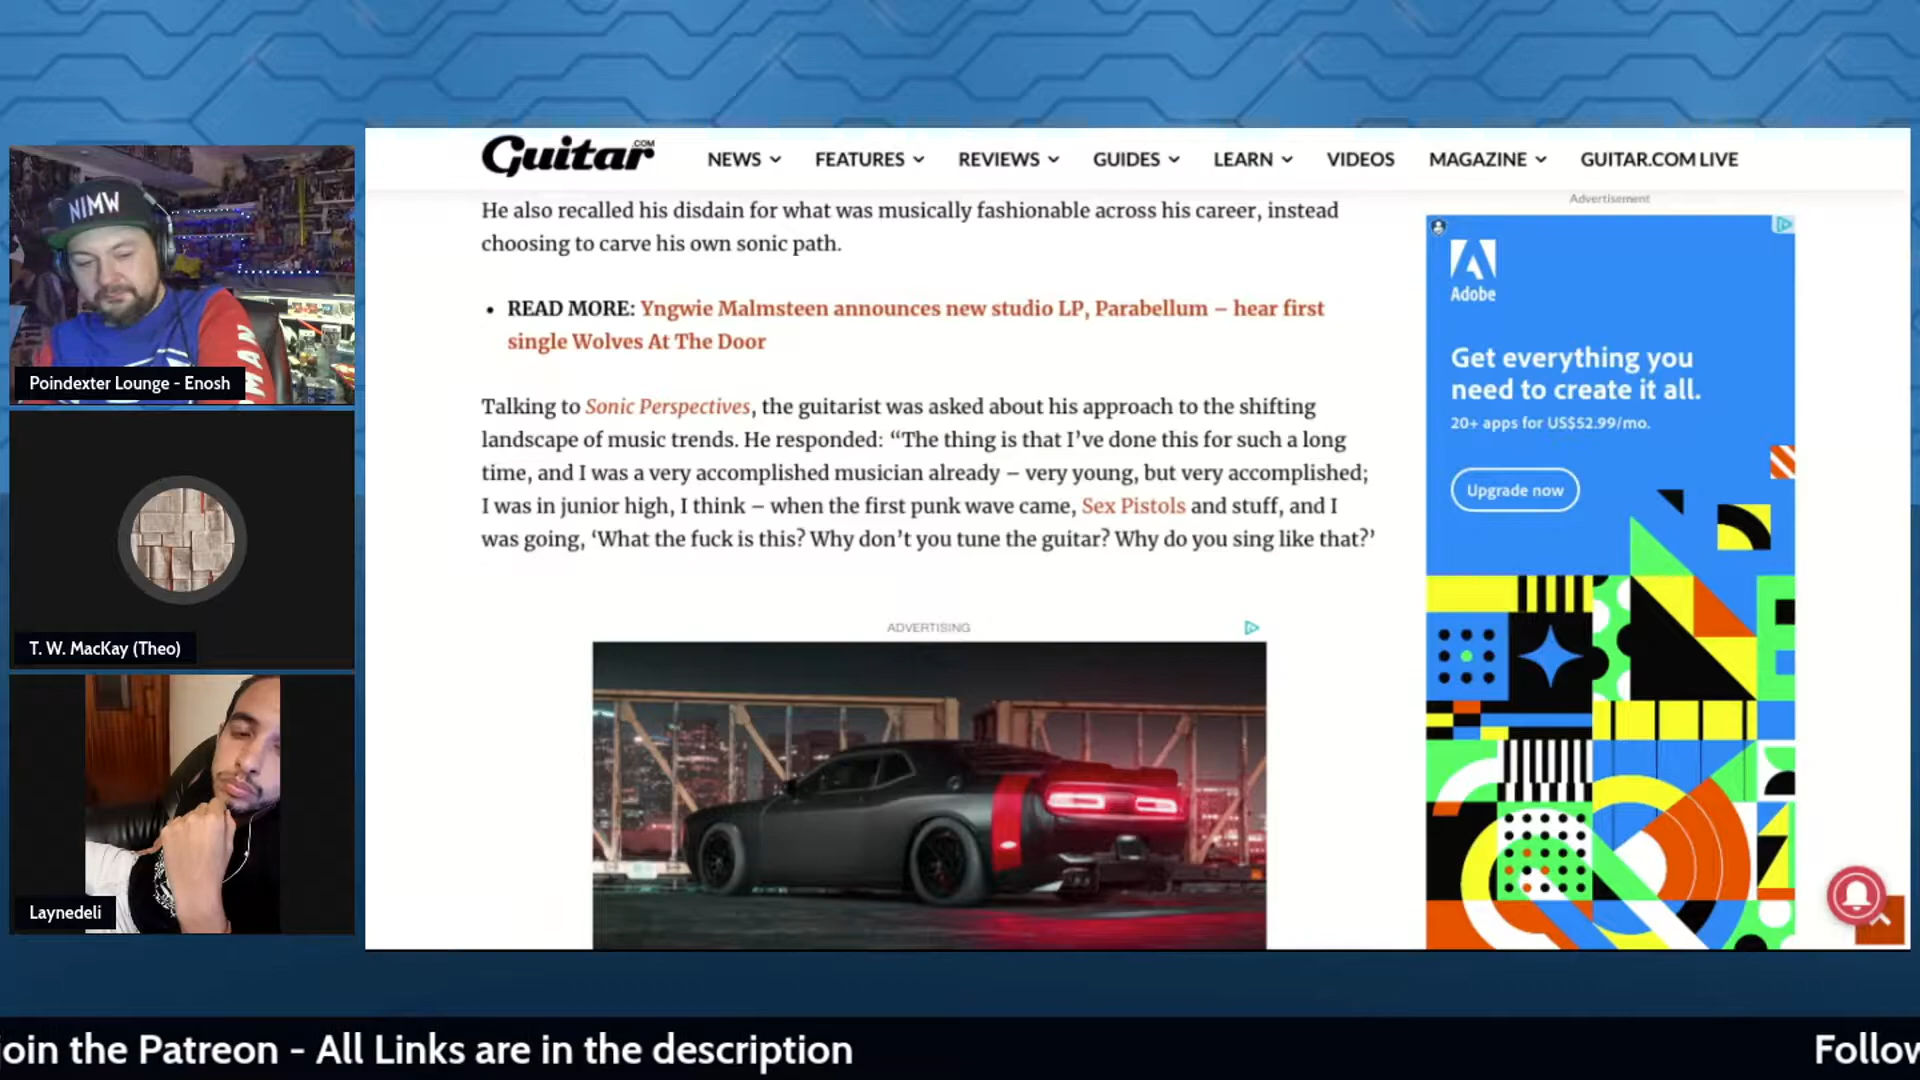 Guitar.COM
NEWS FEATURES REVIEWS GUIDES LEARN VIDEOS MAGAZINE GUITAR.COM LIVE
He also recalled his disdain for what was musically fashionable across his career, instead
choosing to carve his own sonic path.
• READ MORE: Yngwie Malmsteen announces new studio LP, Parabellum – hear first
single Wolves At The Door
Talking to Sonic Perspectives, the guitarist was asked about his approach to the shifting
landscape of music trends. He responded: “The thing is that I’ve done this for such a long
time, and I was a very accomplished musician already – very young, but very accomplished;
I was in junior high, I think – when the first punk wave came, Sex Pistols and stuff, and I
was going, ‘What the fuck is this? Why don’t you tune the guitar? Why do you sing like that?’
ADVERTISING
Advertisement
Adobe
Get everything you
need to create it all.
20+ apps for US$52.99/mo.
Upgrade now
NIMW
MAN
Poindexter Lounge - Enosh
T. W. MacKay (Theo)
Laynedeli
join the Patreon - All Links are in the description
Follow